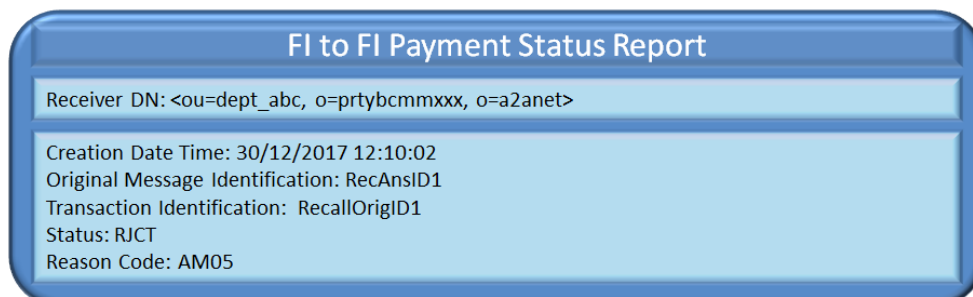 FI to FI Payment Status Report
Receiver DN: <ou=dept_abc, o=prtybcmmxxx, o=a2anet>
Creation Date Time: 30/12/2017 12:10:02
Original Message Identification: RecAnsID1
Transaction Identification:  RecallOrigID1
Status: RJCT
Reason Code: AM05